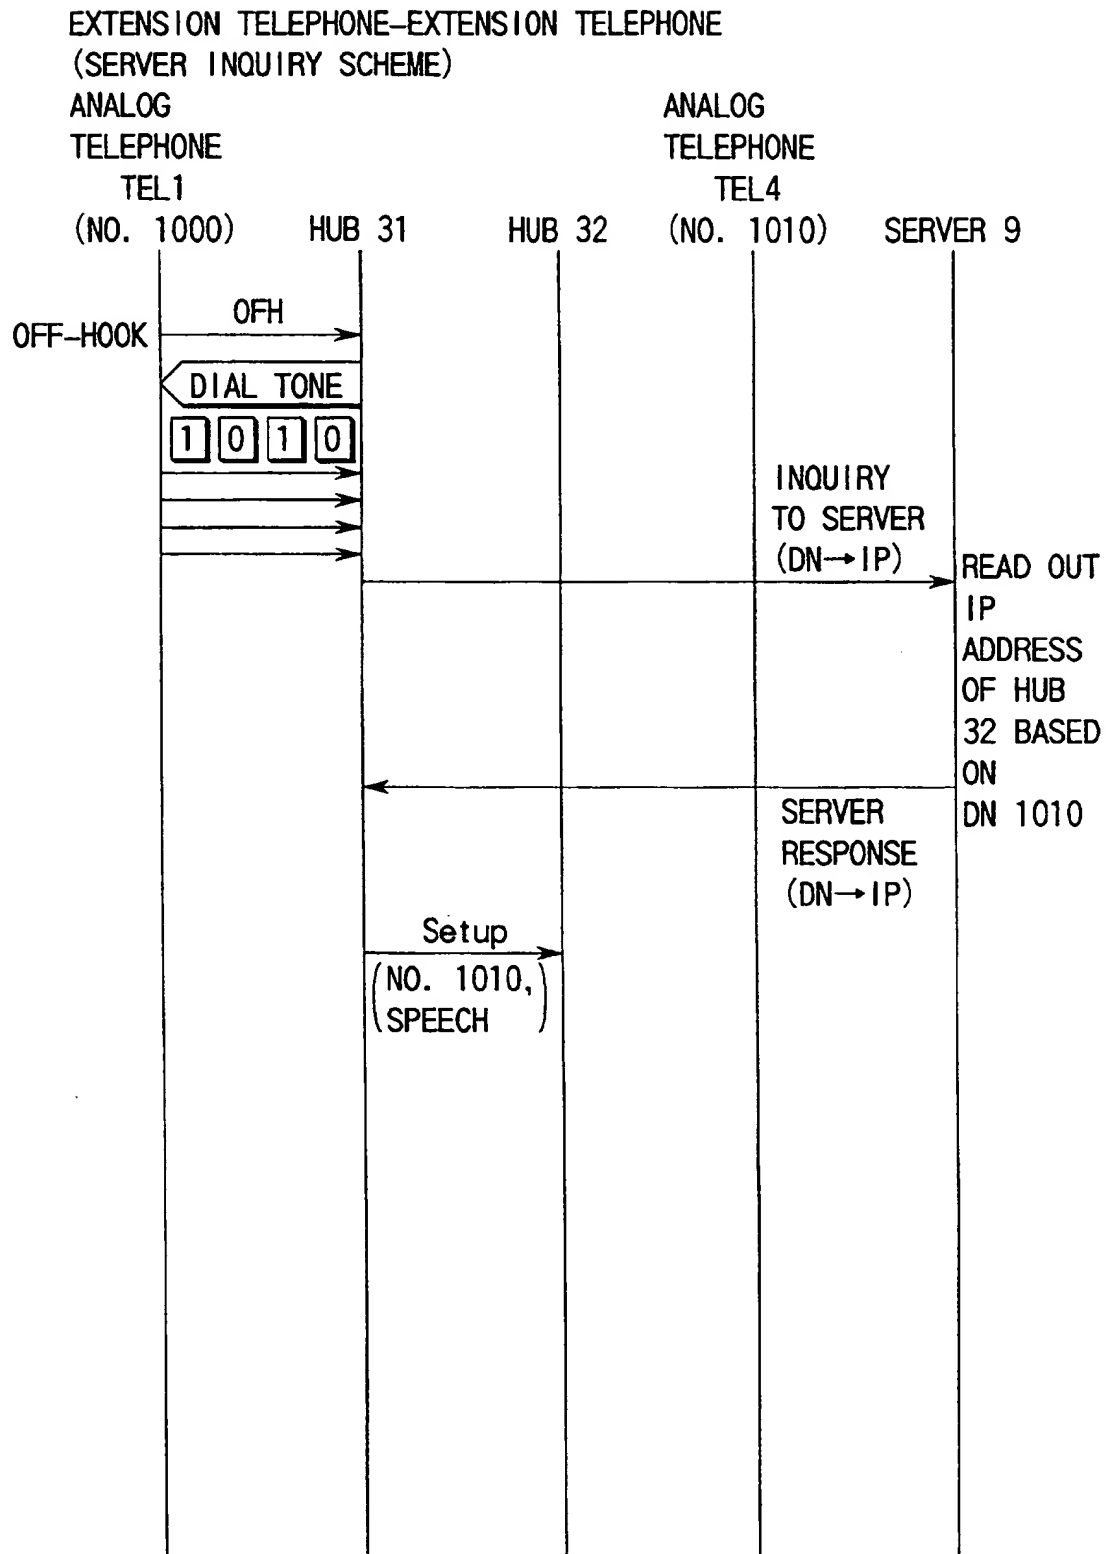 EXTENSION TELEPHONE-EXTENSION TELEPHONE
(SERVER INQUIRY SCHEME)
ANALOG
TELEPHONE
TEL1
(NO. 1000)
HUB 31
HUB 32
ANALOG
TELEPHONE
TEL4
(NO. 1010)
SERVER 9
OFF-HOOK
OFH
DIAL TONE
1 0 1 0
INQUIRY
TO SERVER
(DN→IP)
READ OUT
IP
ADDRESS
OF HUB
32 BASED
ON
DN 1010
SERVER
RESPONSE
(DN→IP)
Setup
(NO. 1010,
SPEECH )